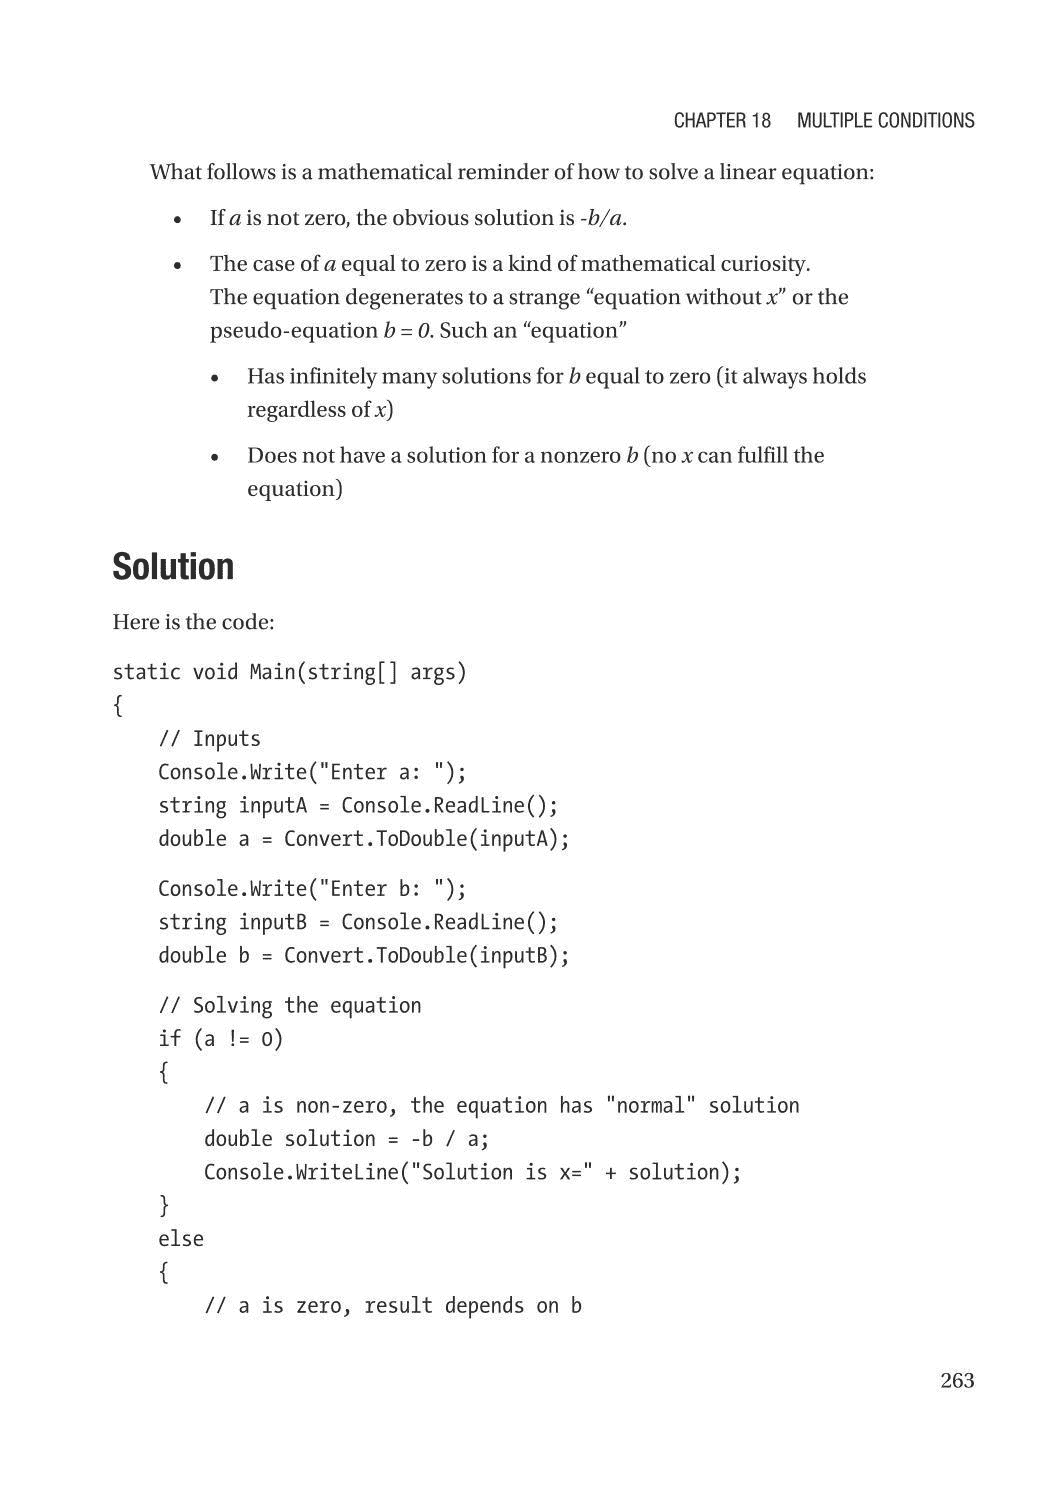 CHAPTER 18 MULTIPLE CONDITIONS
What follows is a mathematical reminder of how to solve a linear equation:
• If a is not zero, the obvious solution is -b/a.
• The case of a equal to zero is a kind of mathematical curiosity.
The equation degenerates to a strange “equation without x” or the
pseudo-equation b = 0. Such an “equation”
• Has infinitely many solutions for b equal to zero (it always holds
regardless of x)
• Does not have a solution for a nonzero b (no x can fulfill the
equation)
Solution
Here is the code:
static void Main(string[] args)
{
    // Inputs
    Console.Write("Enter a: ");
    string inputA = Console.ReadLine();
    double a = Convert.ToDouble(inputA);
    Console.Write("Enter b: ");
    string inputB = Console.ReadLine();
    double b = Convert.ToDouble(inputB);
    // Solving the equation
    if (a != 0)
    {
        // a is non-zero, the equation has "normal" solution
        double solution = -b / a;
        Console.WriteLine("Solution is x=" + solution);
    }
    else
    {
        // a is zero, result depends on b
263